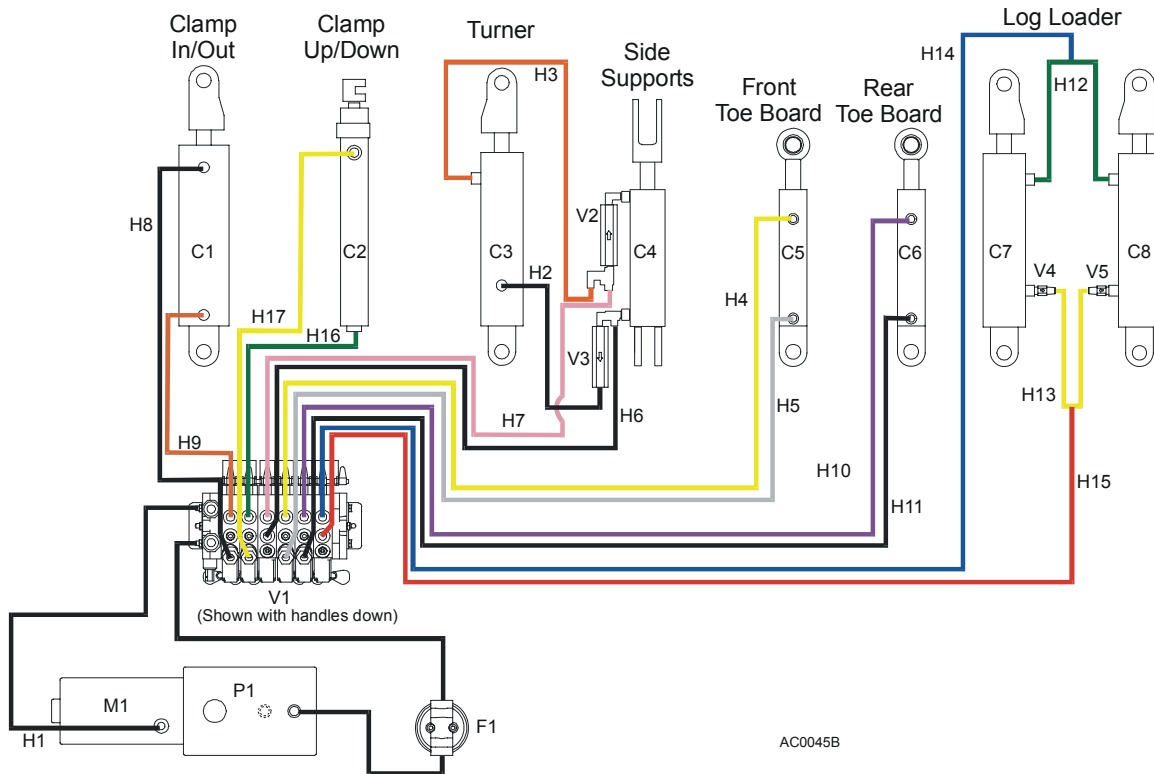 Clamp
In/Out
Clamp
Up/Down
Turner
Side
Supports
Front
Toe Board
Rear
Toe Board
Log Loader
H14
H3
H12
H8
V2
C1
C2
C3
H2
C4
C5
C6
C7
C8
V4
V5
H4
H17
H16
V3
H13
H7
H6
H5
H9
H10
H15
H11
V1
(Shown with handles down)
M1
P1
F1
H1
AC0045B